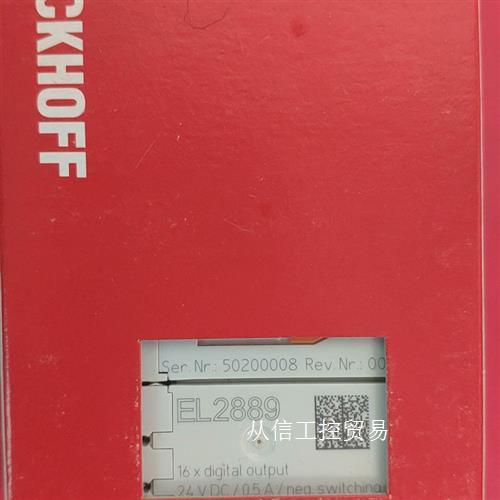 CKHOFF
Ser. Nr.: 50200008 Rev. Nr.: 00
EL2889
从信工控贸易
16 x digital output
24 V DC / 0.5 A / neg. switching